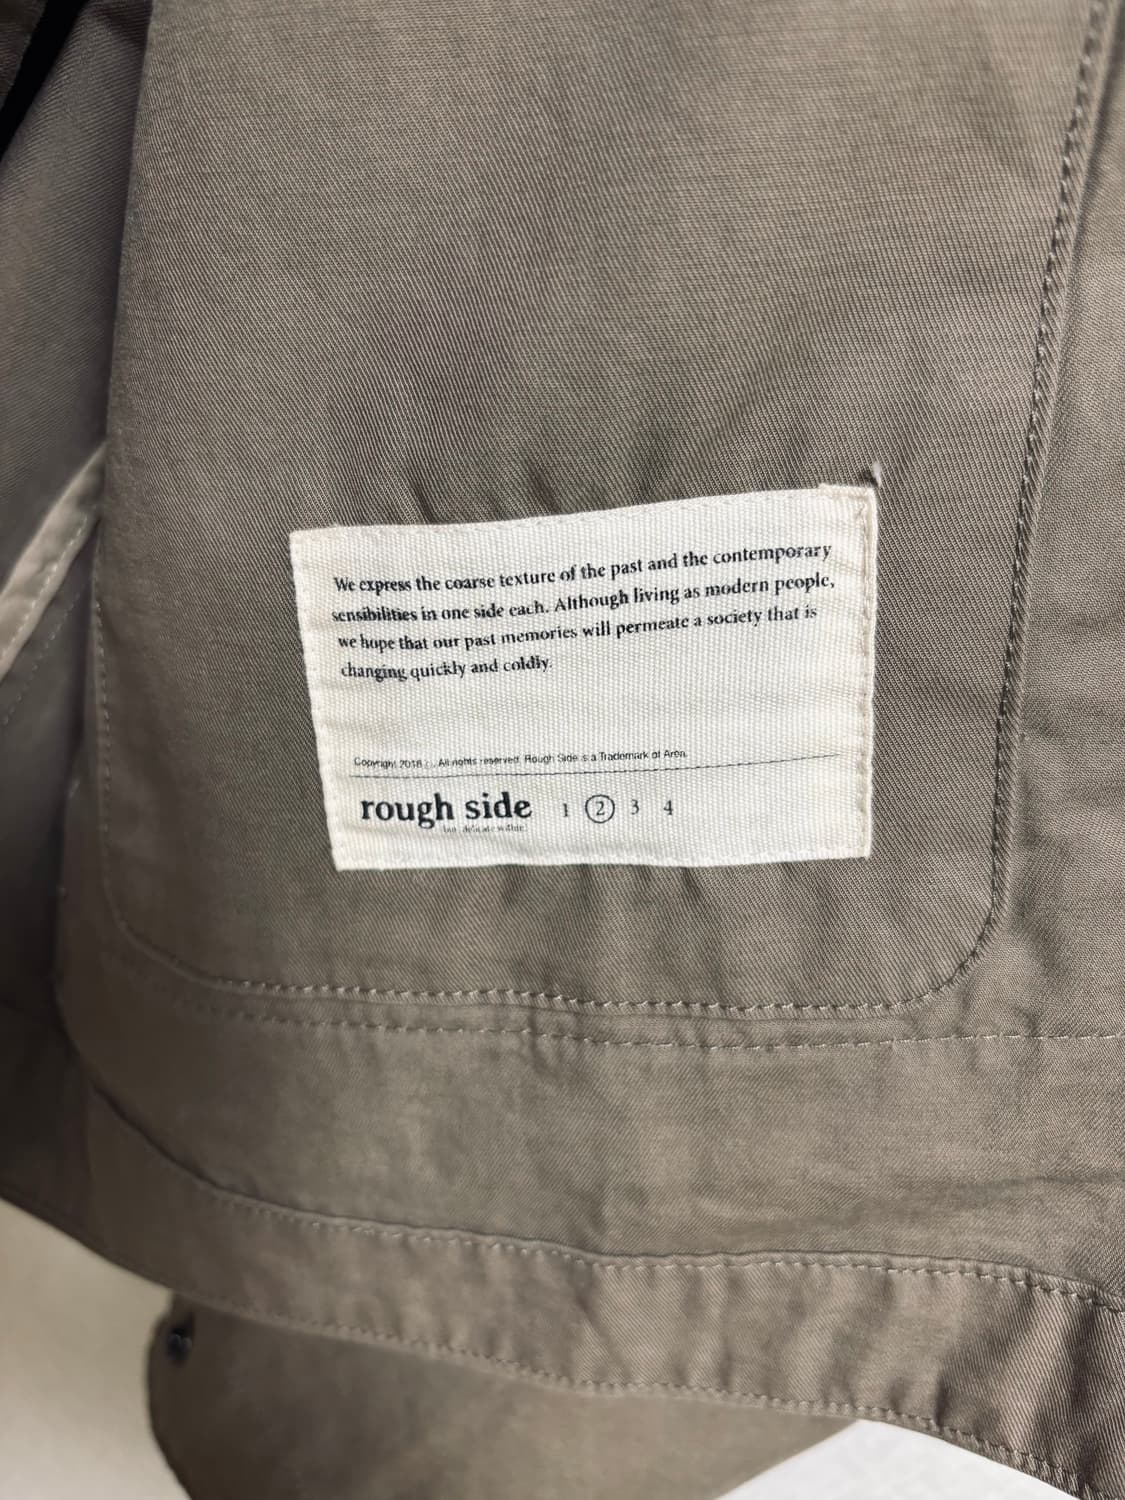 We express the coarse texture of the past and the contemporary
sensibilities in one side each. Although living as modern people,
we hope that our past memories will permeate a society that is
changing quickly and coldly.
Copyright 2018 All rights reserved. Rough Side is a Trademark of Aren.
rough side 1 2 3 4